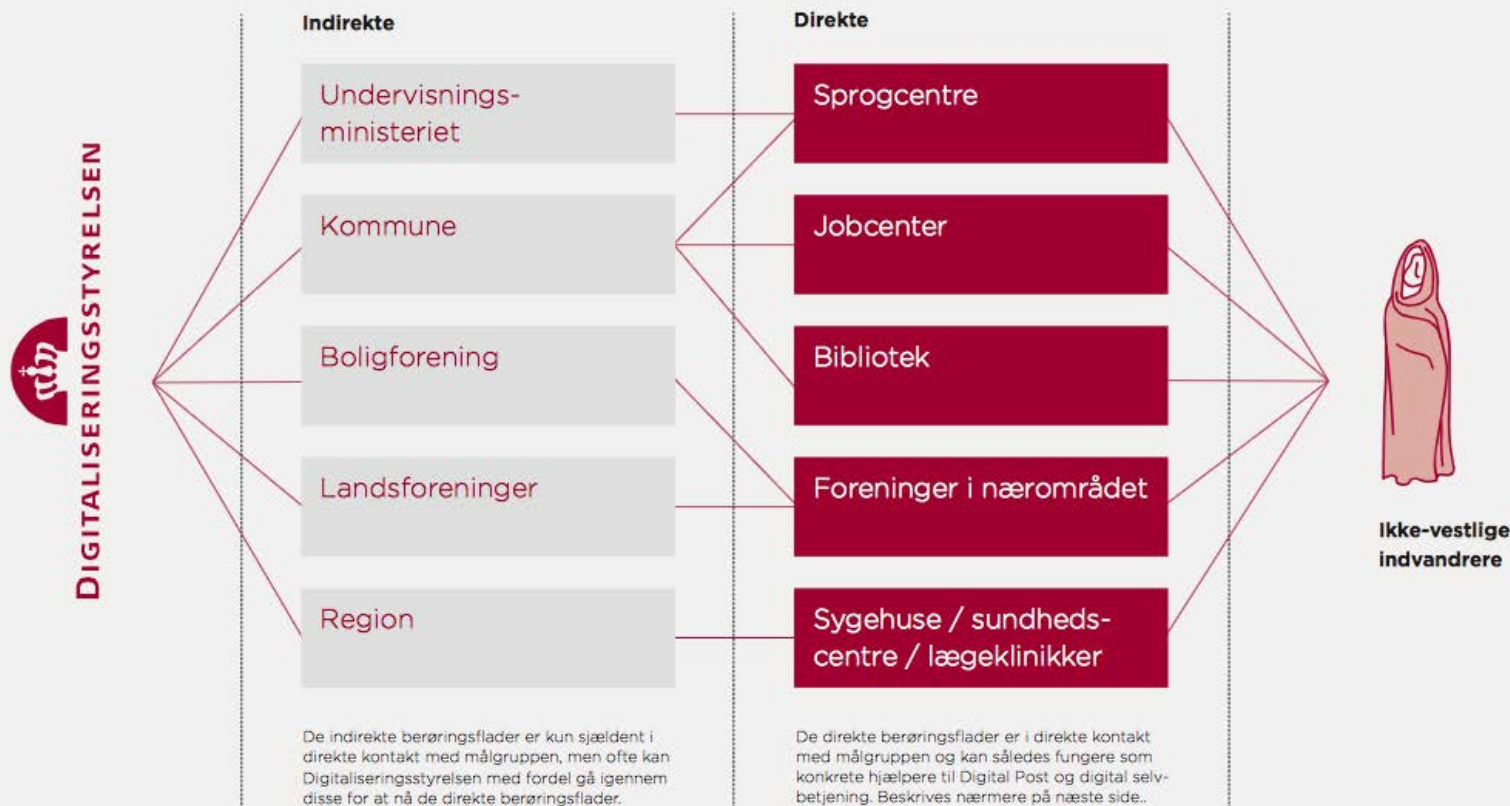 DIGITALISERINGSSTYRELSEN
Indirekte
Undervisnings-
ministeriet
Kommune
Boligforening
Landsforeninger
Region
De indirekte berøringsflader er kun sjældent i
direkte kontakt med målgruppen, men ofte kan
Digitaliseringsstyrelsen med fordel gå igennem
disse for at nå de direkte berøringsflader.
Direkte
Sprogcentre
Jobcenter
Bibliotek
Foreninger i nærområdet
Sygehuse / sundheds-
centre / lægeklinikker
De direkte berøringsflader er i direkte kontakt
med målgruppen og kan således fungere som
konkrete hjælpere til Digital Post og digital selv-
betjening. Beskrives nærmere på næste side..
Ikke-vestlige
indvandrere